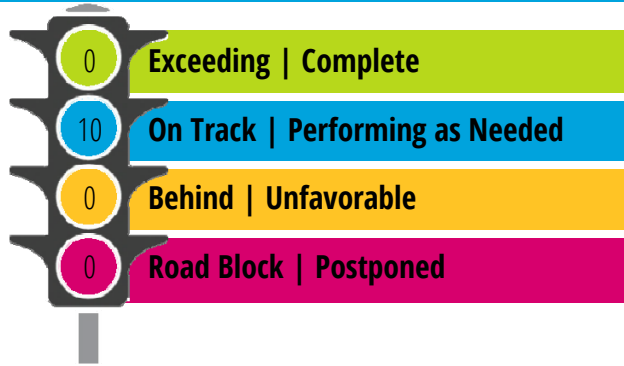 0 Exceeding | Complete
10 On Track | Performing as Needed
0 Behind | Unfavorable
0 Road Block | Postponed